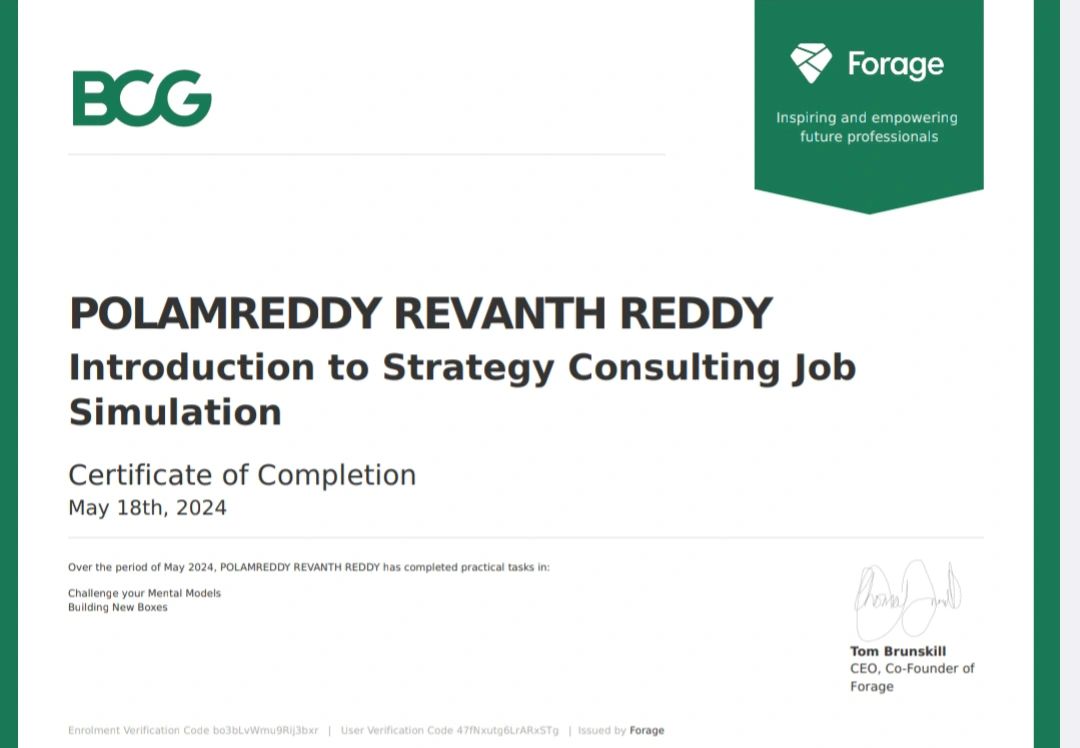 BCG
Forage
Inspiring and empowering
future professionals
POLAMREDDY REVANTH REDDY
Introduction to Strategy Consulting Job
Simulation
Certificate of Completion
May 18th, 2024
Over the period of May 2024, POLAMREDDY REVANTH REDDY has completed practical tasks in:
Challenge your Mental Models
Building New Boxes
Tom Brunskill
CEO, Co-Founder of
Forage
Enrolment Verification Code bo3bLvWmu9Rij3bxr | User Verification Code 47fNxutg6LrARxSTg | Issued by Forage